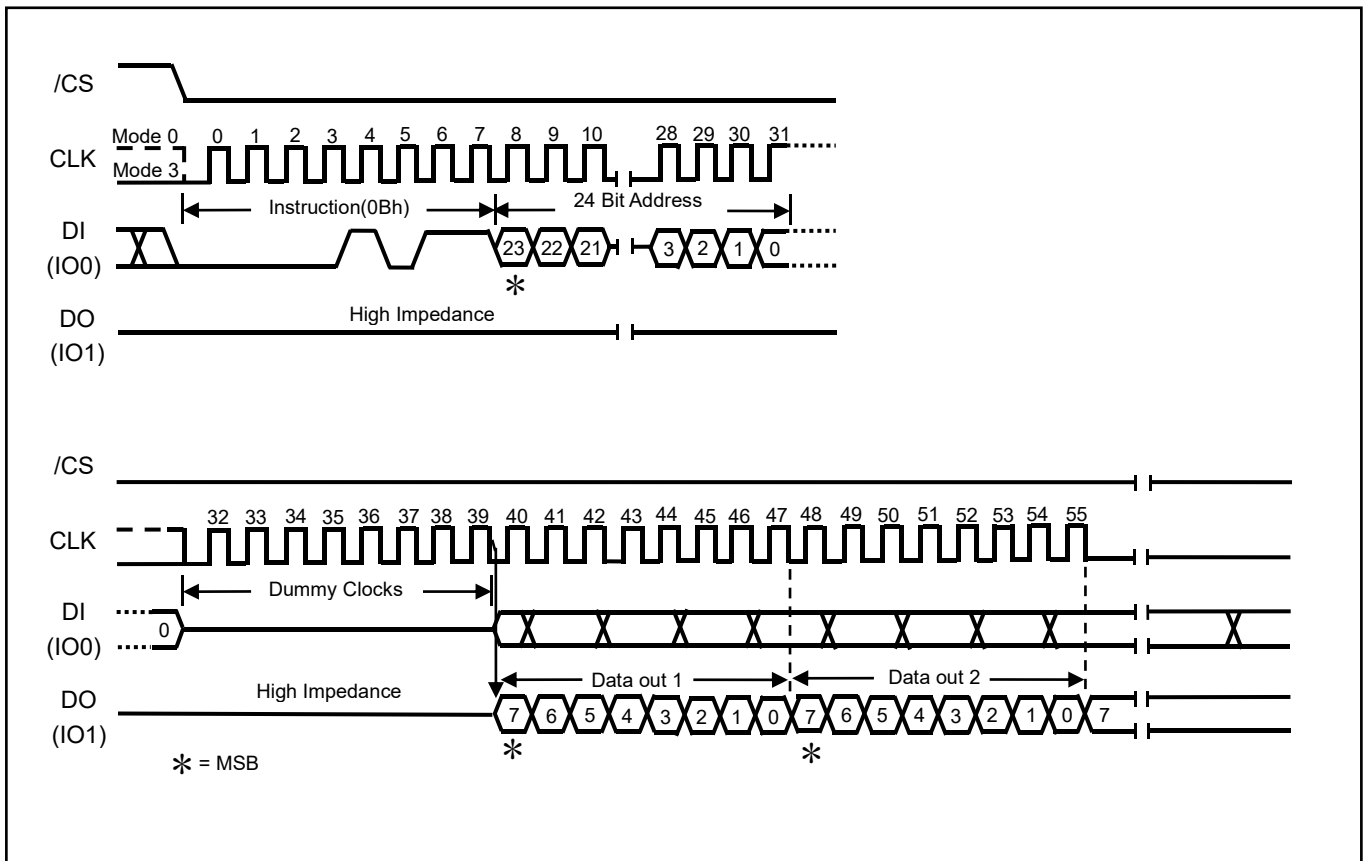 /CS
Mode 0 0 1 2 3 4 5 6 7 8 9 10 28 29 30 31
CLK
Mode 3
Instruction(0Bh) 24 Bit Address
DI
(IO0)
23 22 21 3 2 1 0
*
DO
(IO1)
High Impedance
/CS
32 33 34 35 36 37 38 39 40 41 42 43 44 45 46 47 48 49 50 51 52 53 54 55
CLK
Dummy Clocks
DI
(IO0)
0
Data out 1 Data out 2
DO
(IO1)
High Impedance
7 6 5 4 3 2 1 0 7 6 5 4 3 2 1 0 7
* *
* = MSB